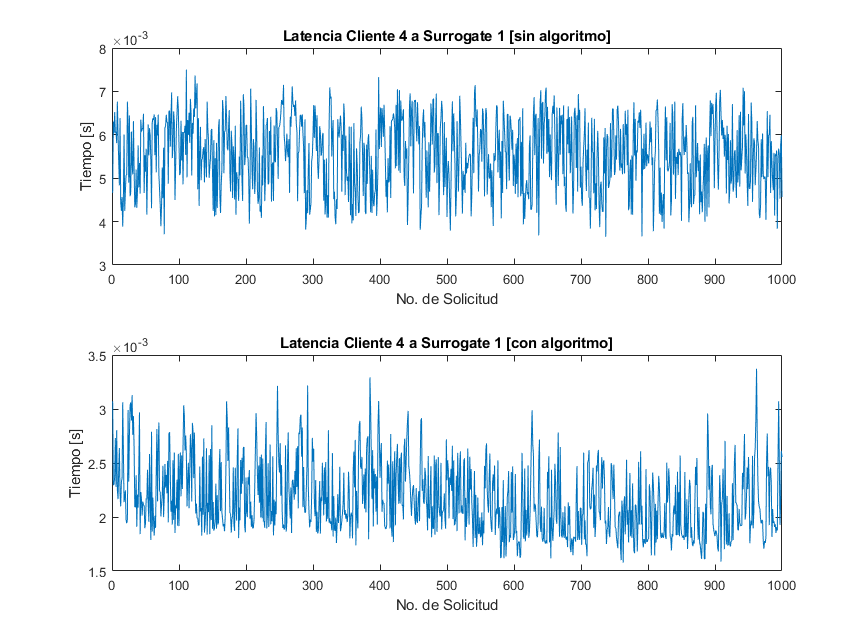 Latencia Cliente 4 a Surrogate 1 [sin algoritmo]
×10⁻³
8
7
6
5
4
3
Tiempo [s]
0 100 200 300 400 500 600 700 800 900 1000
No. de Solicitud
Latencia Cliente 4 a Surrogate 1 [con algoritmo]
×10⁻³
3.5
3
2.5
2
1.5
Tiempo [s]
0 100 200 300 400 500 600 700 800 900 1000
No. de Solicitud